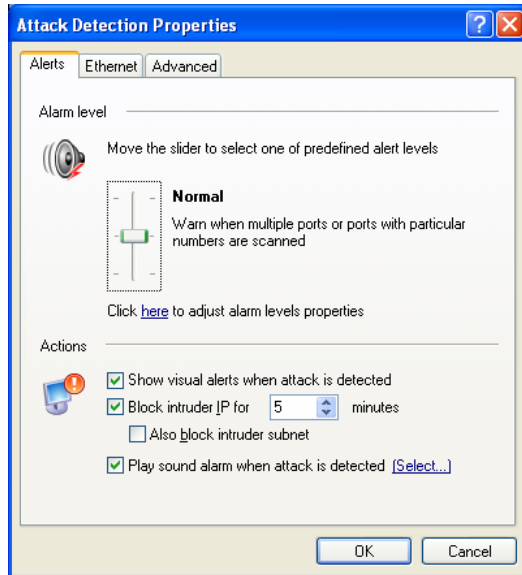 Attack Detection Properties
Alerts
Ethernet
Advanced
Alarm level
Move the slider to select one of predefined alert levels
Normal
Warn when multiple ports or ports with particular
numbers are scanned
Click here to adjust alarm levels properties
Actions
Show visual alerts when attack is detected
Block intruder IP for 5 minutes
Also block intruder subnet
Play sound alarm when attack is detected (Select...)
OK
Cancel